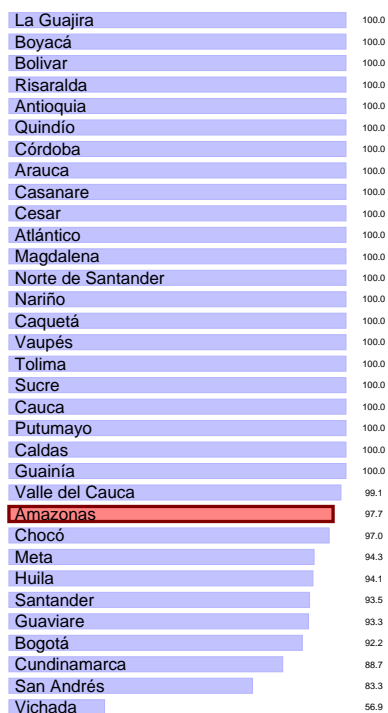 La Guajira 100.0
Boyacá 100.0
Bolivar 100.0
Risaralda 100.0
Antioquia 100.0
Quindío 100.0
Córdoba 100.0
Arauca 100.0
Casanare 100.0
Cesar 100.0
Atlántico 100.0
Magdalena 100.0
Norte de Santander 100.0
Nariño 100.0
Caquetá 100.0
Vaupés 100.0
Tolima 100.0
Sucre 100.0
Cauca 100.0
Putumayo 100.0
Caldas 100.0
Guainía 100.0
Valle del Cauca 99.1
Amazonas 97.7
Chocó 97.0
Meta 94.3
Huila 94.1
Santander 93.5
Guaviare 93.3
Bogotá 92.2
Cundinamarca 88.7
San Andrés 83.3
Vichada 56.9